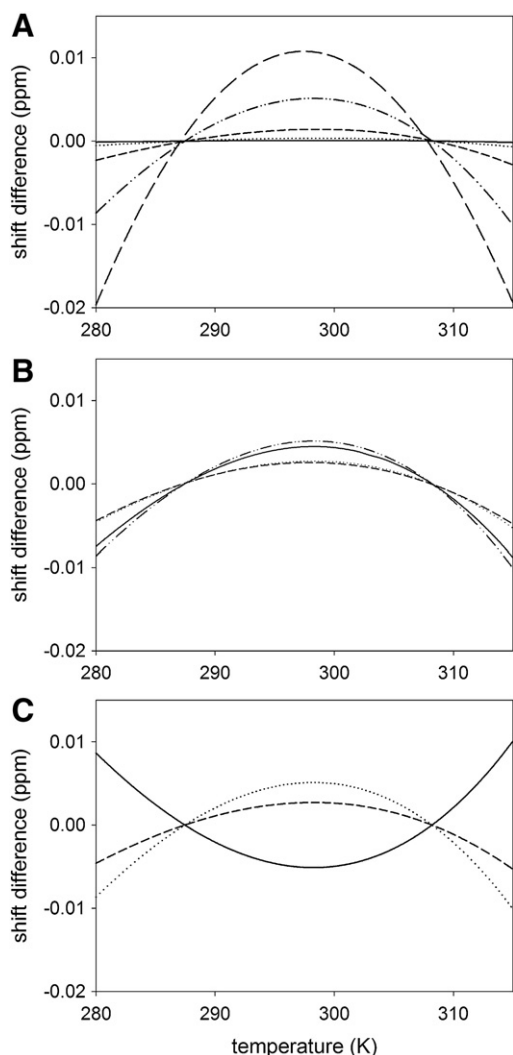 A
0.01
0.00
-0.01
-0.02
shift difference (ppm)
280 290 300 310
B
0.01
0.00
-0.01
-0.02
shift difference (ppm)
280 290 300 310
C
0.01
0.00
-0.01
-0.02
shift difference (ppm)
280 290 300 310
temperature (K)